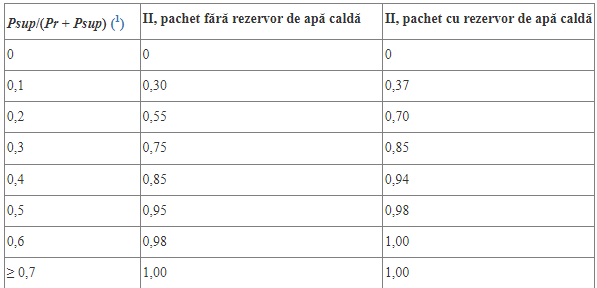 Psup/(Pr + Psup) (¹) II, pachet fără rezervor de apă caldă II, pachet cu rezervor de apă caldă
0 0 0
0,1 0,30 0,37
0,2 0,55 0,70
0,3 0,75 0,85
0,4 0,85 0,94
0,5 0,95 0,98
0,6 0,98 1,00
≥ 0,7 1,00 1,00